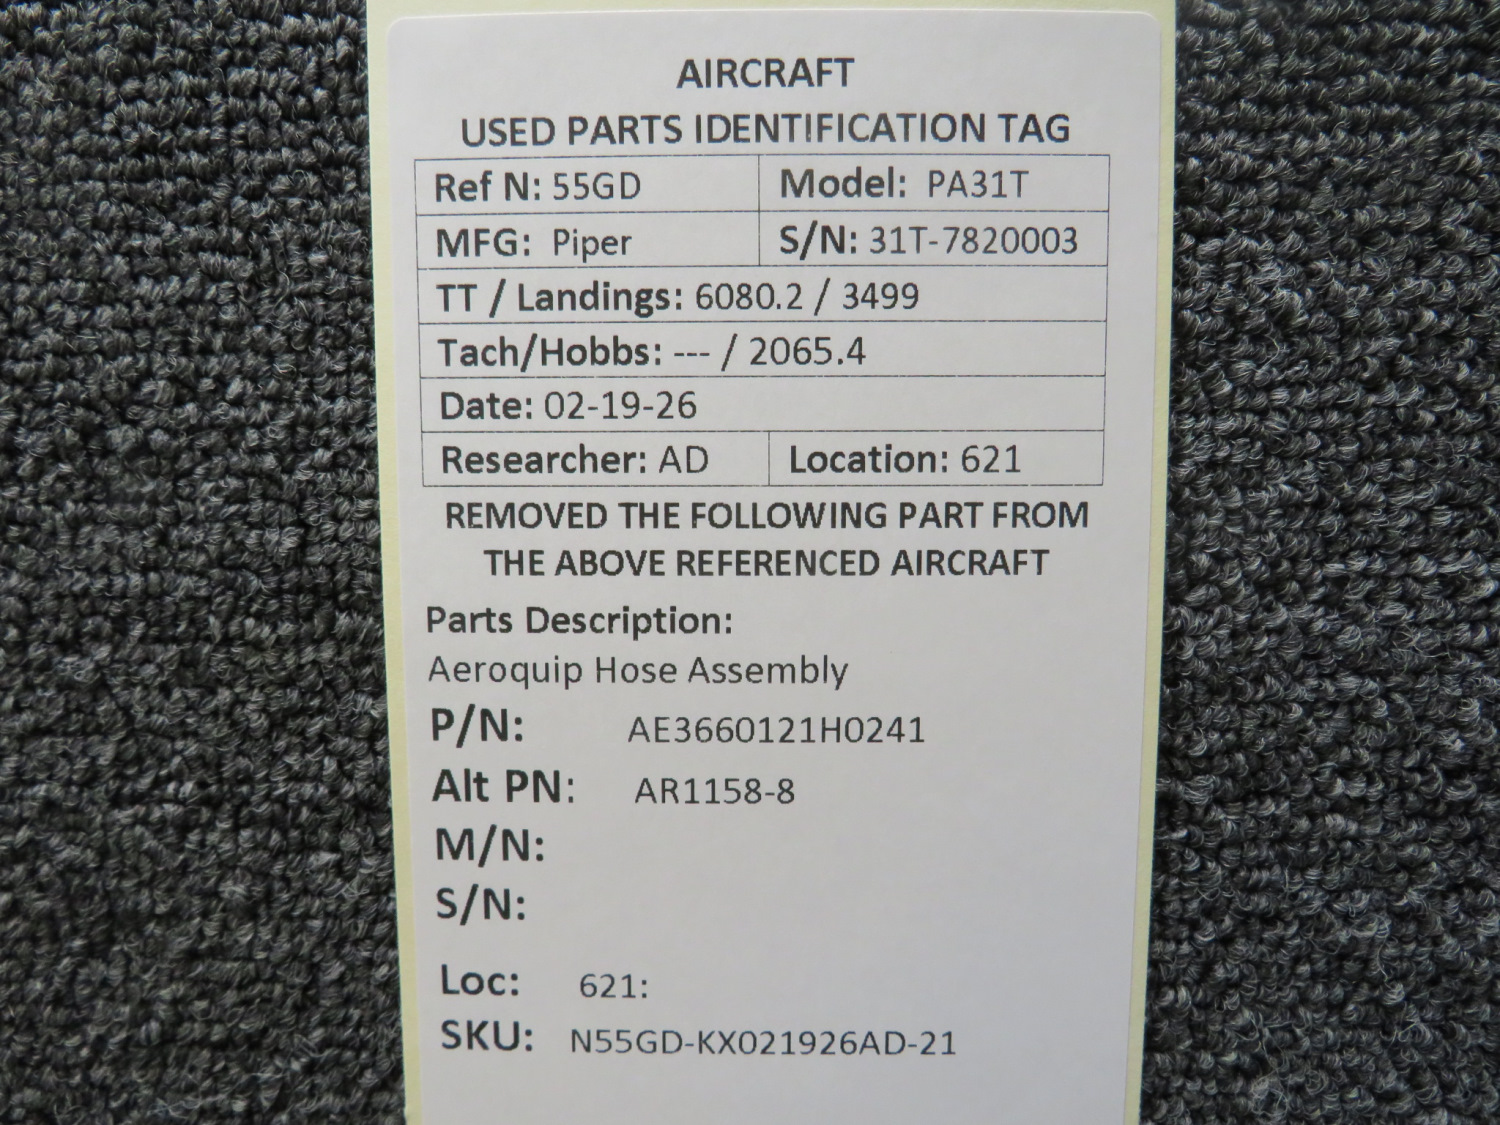 AIRCRAFT
USED PARTS IDENTIFICATION TAG
Ref N: 55GD Model: PA31T
MFG: Piper S/N: 31T-7820003
TT / Landings: 6080.2 / 3499
Tach/Hobbs: --- / 2065.4
Date: 02-19-26
Researcher: AD Location: 621
REMOVED THE FOLLOWING PART FROM
THE ABOVE REFERENCED AIRCRAFT
Parts Description:
Aeroquip Hose Assembly
P/N: AE3660121H0241
Alt PN: AR1158-8
M/N:
S/N:
Loc: 621:
SKU: N55GD-KX021926AD-21